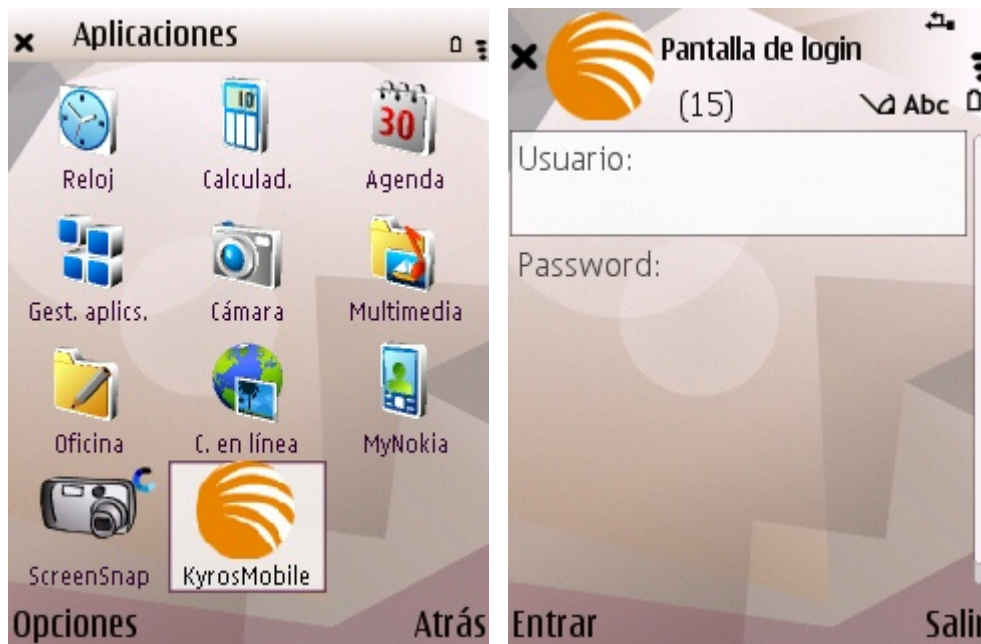 Aplicaciones
10
30
Reloj
Calculad.
Agenda
Gest. aplics.
Cámara
Multimedia
Oficina
C. en línea
MyNokia
ScreenSnap
KyrosMobile
Opciones
Atrás
Pantalla de login
(15)
Abc
Usuario:
Password:
Entrar
Salir